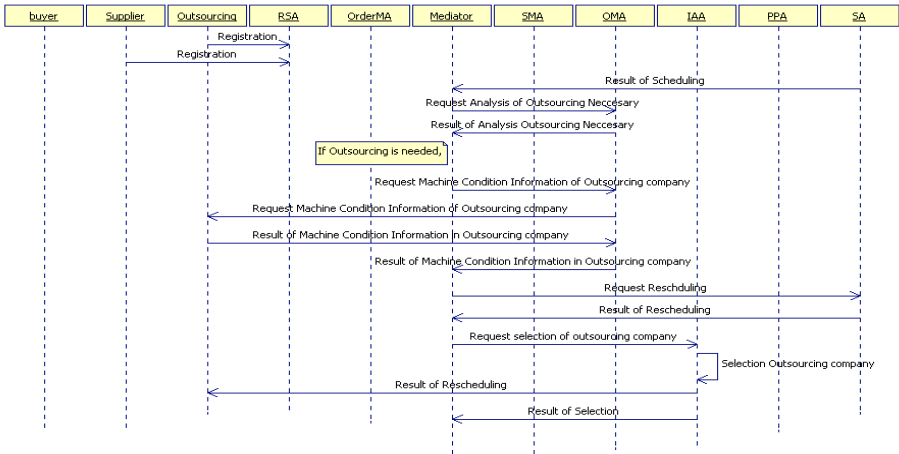 buyer Supplier Outsourcing RSA OrderMA Mediator SMA OMA IAA PPA SA
Registration
Registration
Result of Scheduling
Request Analysis of Outsourcing Neccesary
Result of Analysis Outsourcing Neccesary
If Outsourcing is needed,
Request Machine Condition Information of Outsourcing company
Request Machine Condition Information of Outsourcing company
Result of Machine Condition Information in Outsourcing company
Result of Machine Condition Information in Outsourcing company
Request Reschduling
Result of Rescheduling
Request selection of outsourcing company
Selection Outsourcing company
Result of Rescheduling
Result of Selection